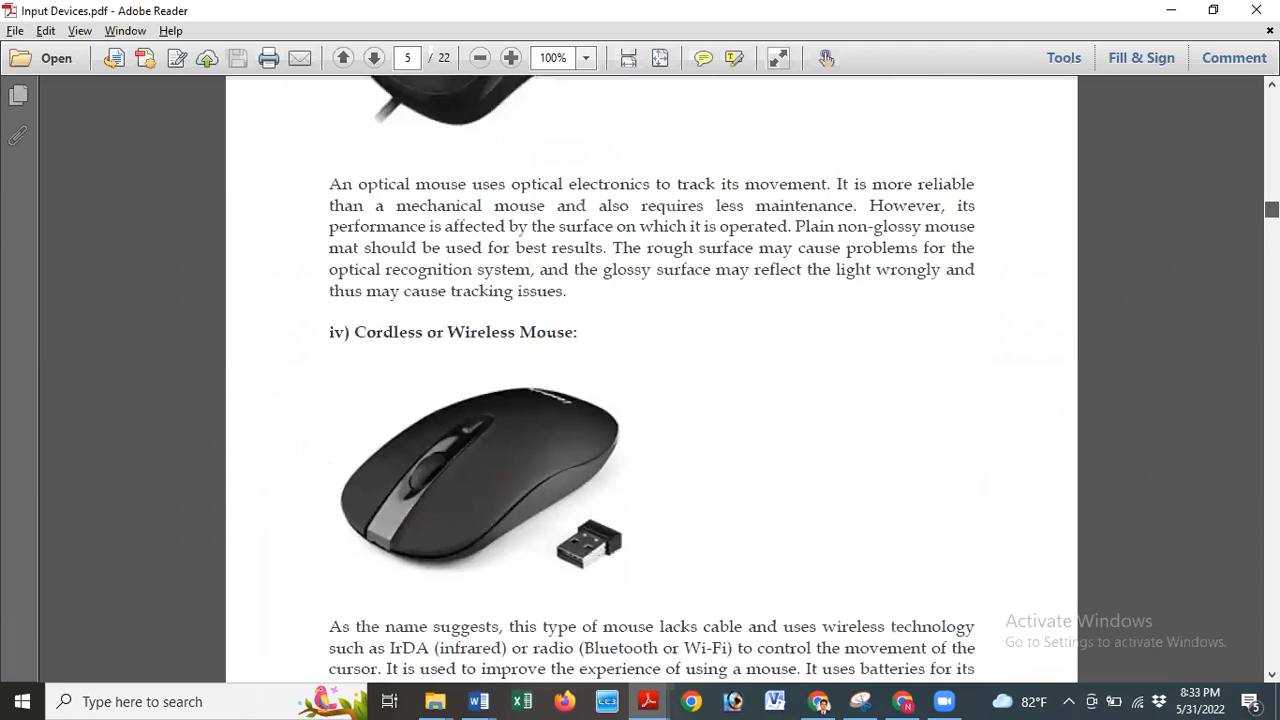 Input Devices.pdf - Adobe Reader
File Edit View Window Help
Open 5 / 22 100% Tools Fill & Sign Comment
An optical mouse uses optical electronics to track its movement. It is more reliable
than a mechanical mouse and also requires less maintenance. However, its
performance is affected by the surface on which it is operated. Plain non-glossy mouse
mat should be used for best results. The rough surface may cause problems for the
optical recognition system, and the glossy surface may reflect the light wrongly and
thus may cause tracking issues.
iv) Cordless or Wireless Mouse:
As the name suggests, this type of mouse lacks cable and uses wireless technology
such as IrDA (infrared) or radio (Bluetooth or Wi-Fi) to control the movement of the
cursor. It is used to improve the experience of using a mouse. It uses batteries for its
Activate Windows
Go to Settings to activate Windows.
Type here to search
82°F
8:33 PM
5/31/2022
5